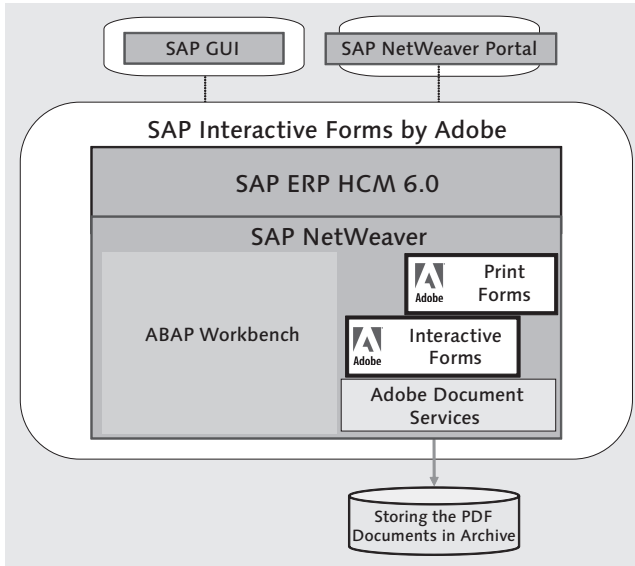 SAP GUI
SAP NetWeaver Portal
SAP Interactive Forms by Adobe
SAP ERP HCM 6.0
SAP NetWeaver
ABAP Workbench
Adobe
Print
Forms
Adobe
Interactive
Forms
Adobe Document
Services
Storing the PDF
Documents in Archive